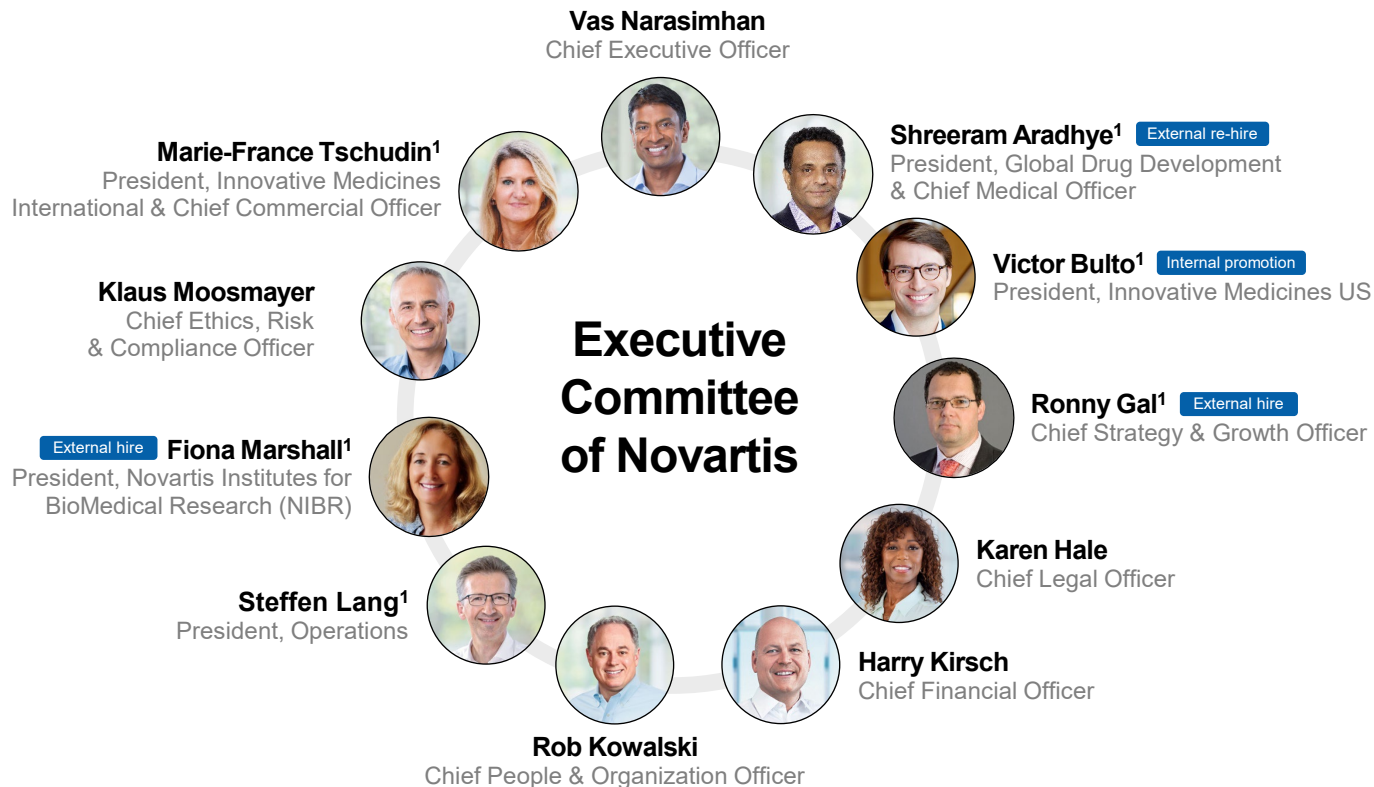 Vas Narasimhan
Chief Executive Officer
Shreeram Aradhye¹ External re-hire
President, Global Drug Development
& Chief Medical Officer
Victor Bulto¹ Internal promotion
President, Innovative Medicines US
Ronny Gal¹ External hire
Chief Strategy & Growth Officer
Karen Hale
Chief Legal Officer
Harry Kirsch
Chief Financial Officer
Rob Kowalski
Chief People & Organization Officer
Steffen Lang¹
President, Operations
External hire Fiona Marshall¹
President, Novartis Institutes for
BioMedical Research (NIBR)
Klaus Moosmayer
Chief Ethics, Risk
& Compliance Officer
Marie-France Tschudin¹
President, Innovative Medicines
International & Chief Commercial Officer
Executive
Committee
of Novartis